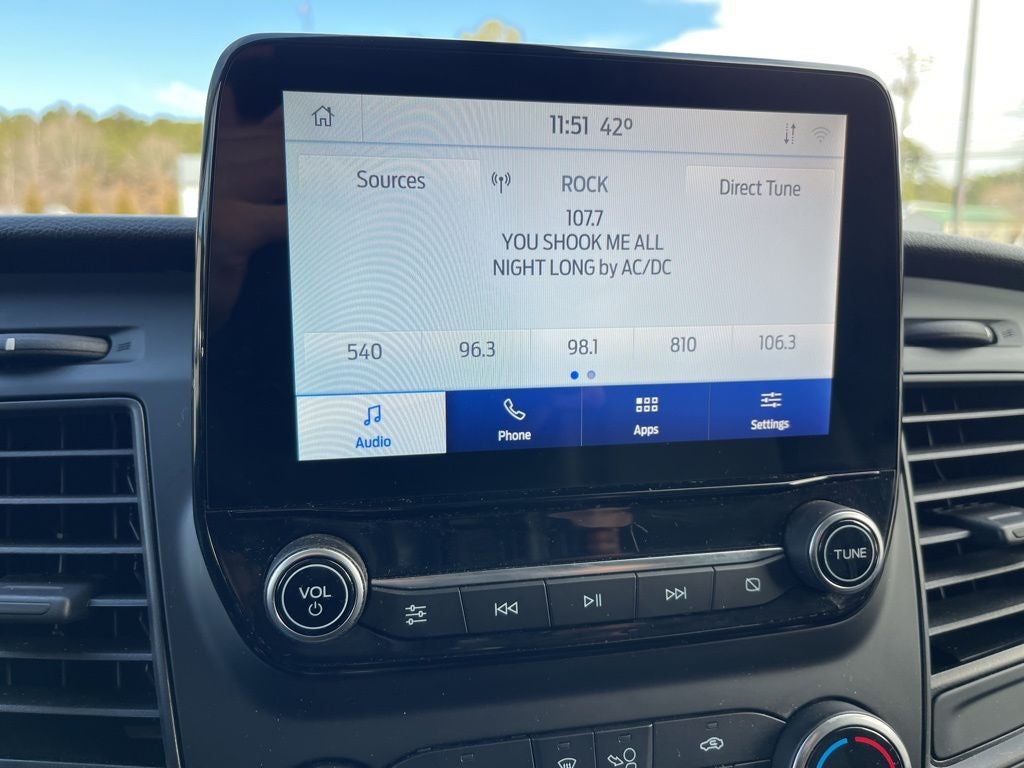 11:51 42°
Sources
ROCK
Direct Tune
107.7
YOU SHOOK ME ALL
NIGHT LONG by AC/DC
540 96.3 98.1 810 106.3
Audio Phone Apps Settings
VOL
TUNE